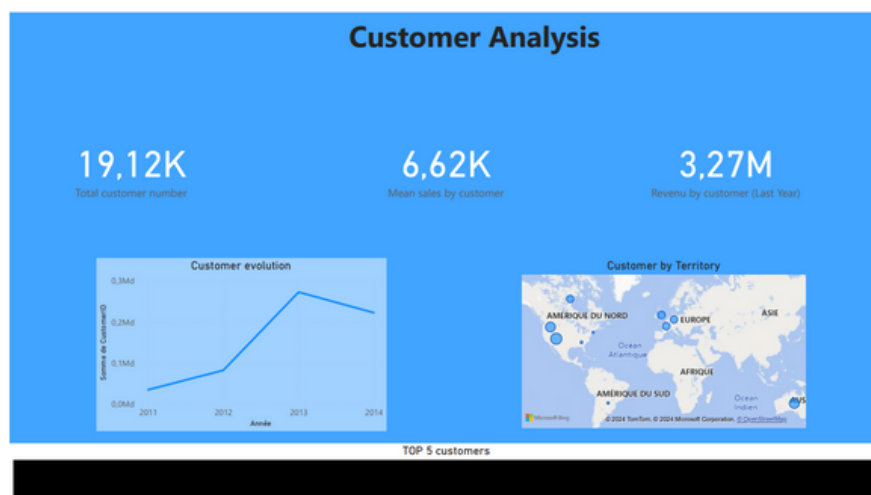 Customer Analysis
19,12K
Total customer number
6,62K
Mean sales by customer
3,27M
Revenu by customer (Last Year)
Customer evolution
0,3Md
0,2Md
0,1Md
0,0Md
Somme de CustomerID
2011 2012 2013 2014
Année
Customer by Territory
AMÉRIQUE DU NORD
EUROPE
ASIE
Ocean
Atlantique
AFRIQUE
AMÉRIQUE DU SUD
Ocean
Indien
AUS
Microsoft Bing
© 2024 TomTom, © 2024 Microsoft Corporation, © OpenStreetMap
TOP 5 customers